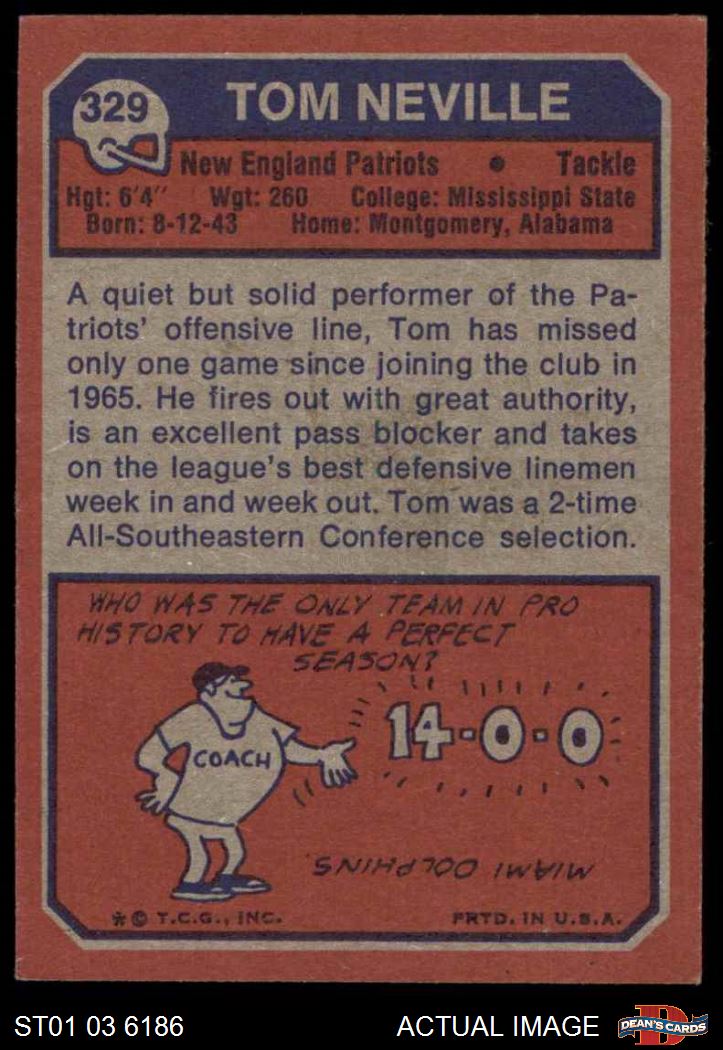 329
TOM NEVILLE
New England Patriots • Tackle
Hgt: 6'4" Wgt: 260 College: Mississippi State
Born: 8-12-43 Home: Montgomery, Alabama
A quiet but solid performer of the Pa-
triots' offensive line, Tom has missed
only one game since joining the club in
1965. He fires out with great authority,
is an excellent pass blocker and takes
on the league's best defensive linemen
week in and week out. Tom was a 2-time
All-Southeastern Conference selection.
WHO WAS THE ONLY TEAM IN PRO
HISTORY TO HAVE A PERFECT
SEASON?
14-0-0
COACH
MIAMI DOLPHINS
* © T.C.G., INC. PRTD. IN U.S.A.
ST01 03 6186 ACTUAL IMAGE
D
DEAN'S CARDS